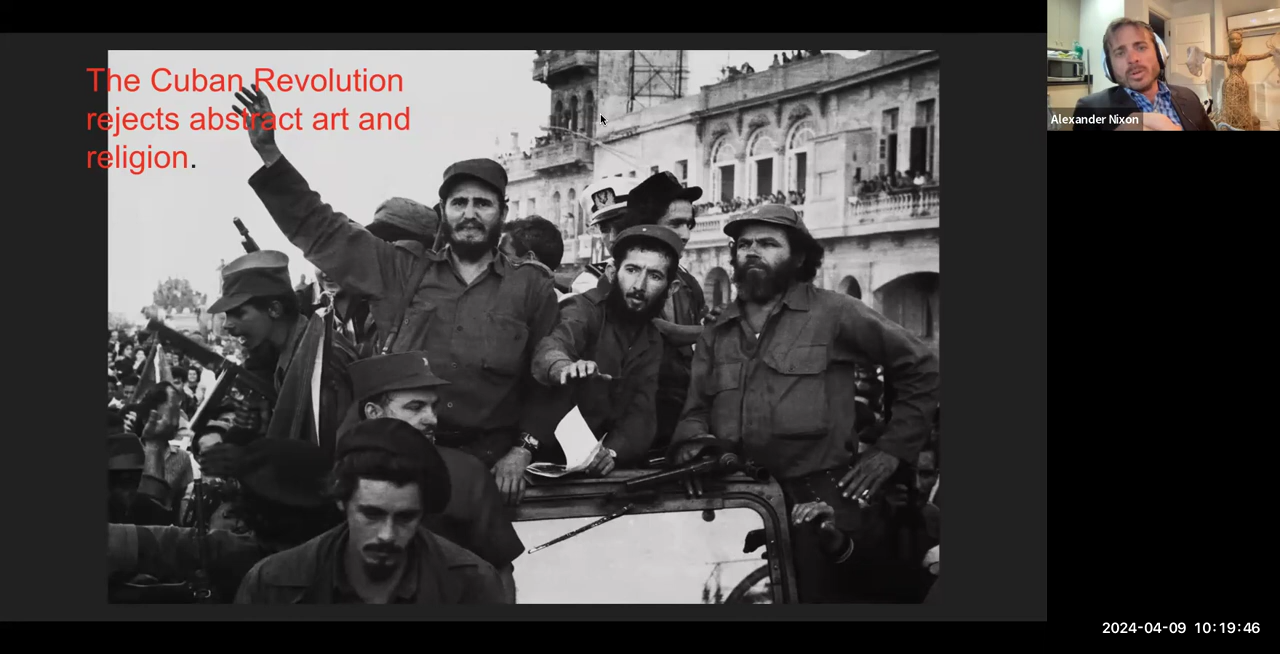 The Cuban Revolution
rejects abstract art and
religion.
Alexander Nixon
2024-04-09 10:19:46